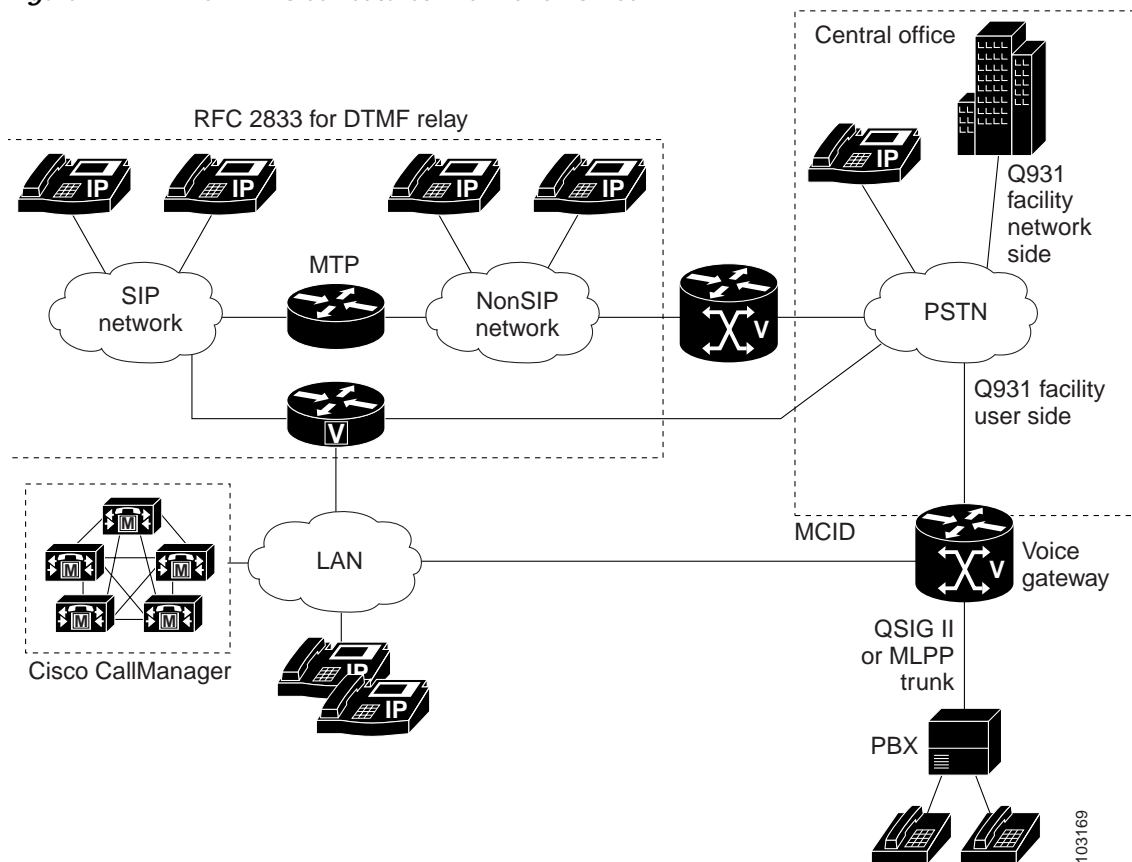 Central office
RFC 2833 for DTMF relay
IP
IP
IP
IP
IP
Q931
facility
network
side
MTP
SIP
network
NonSIP
network
V
PSTN
V
Q931 facility
user side
MCID
M
M
M
M
M
LAN
V
Voice
gateway
Cisco CallManager
IP
IP
QSIG II
or MLPP
trunk
PBX
103169